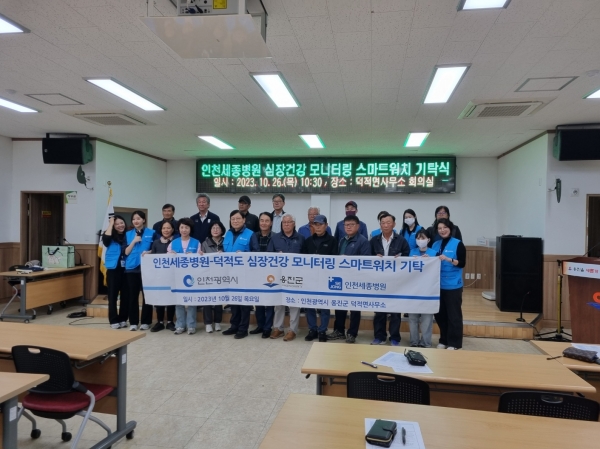 인천세종병원 심장건강 모니터링 스마트워치 기탁식
일시 : 2023. 10. 26.(목) 10:30 / 장소 : 덕적면사무소 회의실
인천세종병원-덕적도 심장건강 모니터링 스마트워치 기탁
인천광역시 옹진군 인천세종병원
일시 : 2023년 10월 26일 목요일 장소 : 인천광역시 옹진군 덕적면사무소